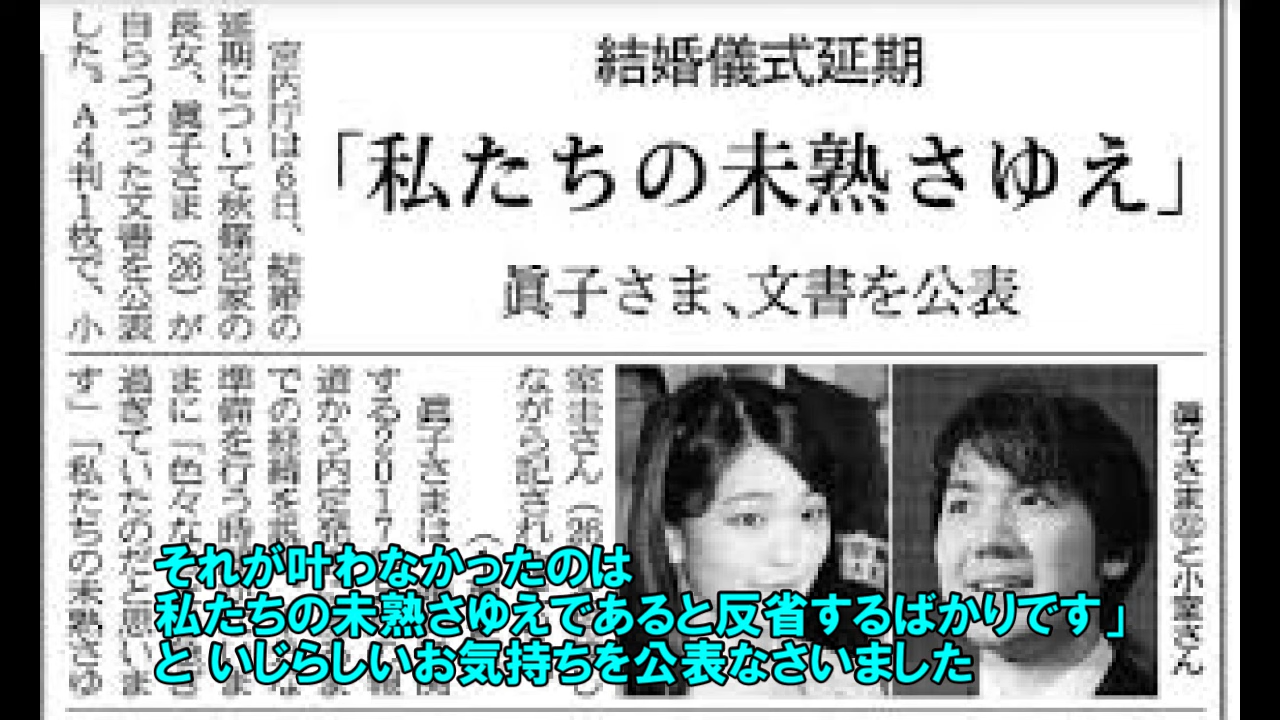 結婚儀式延期
「私たちの未熟さゆえ」
眞子さま、文書を公表
宮内庁は6日、結婚の
延期について秋篠宮家の
長女、眞子さま(26)が
自らつづった文書を公表
した。A4判1枚で、小
室圭さん(26)
ながら記され
眞子さまは
する2017
道から内定
での経緯を
準備を行う時
まに「色々な
過ぎていたのだと思いま
す」「私たちの未熟さゆ
眞子さま㊧と小室さん
それが叶わなかったのは
私たちの未熟さゆえであると反省するばかりです」
と いじらしいお気持ちを公表なさいました